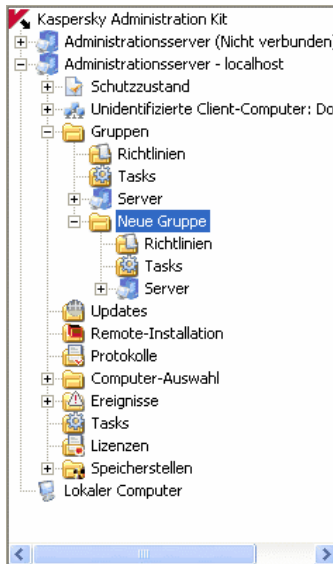 Kaspersky Administration Kit
Administrationsserver (Nicht verbunden)
Administrationsserver - localhost
Schutzzustand
Unidentifizierte Client-Computer: Do
Gruppen
Richtlinien
Tasks
Server
Neue Gruppe
Richtlinien
Tasks
Server
Updates
Remote-Installation
Protokolle
Computer-Auswahl
Ereignisse
Tasks
Lizenzen
Speicherstellen
Lokaler Computer